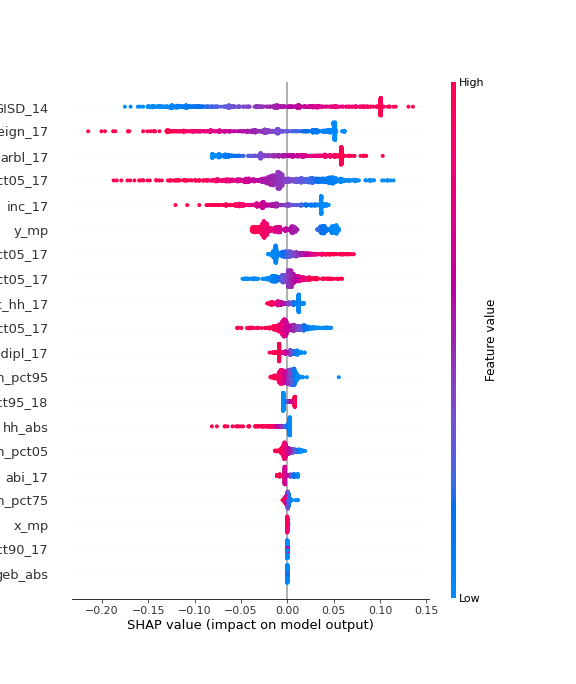 High
GISD_14
eign_17
arbl_17
ct05_17
inc_17
y_mp
ct05_17
ct05_17
c_hh_17
ct05_17
dipl_17
n_pct95
ct95_18
hh_abs
n_pct05
abi_17
n_pct75
x_mp
ct90_17
geb_abs
Low
Feature value
−0.20 −0.15 −0.10 −0.05 0.00 0.05 0.10 0.15
SHAP value (impact on model output)